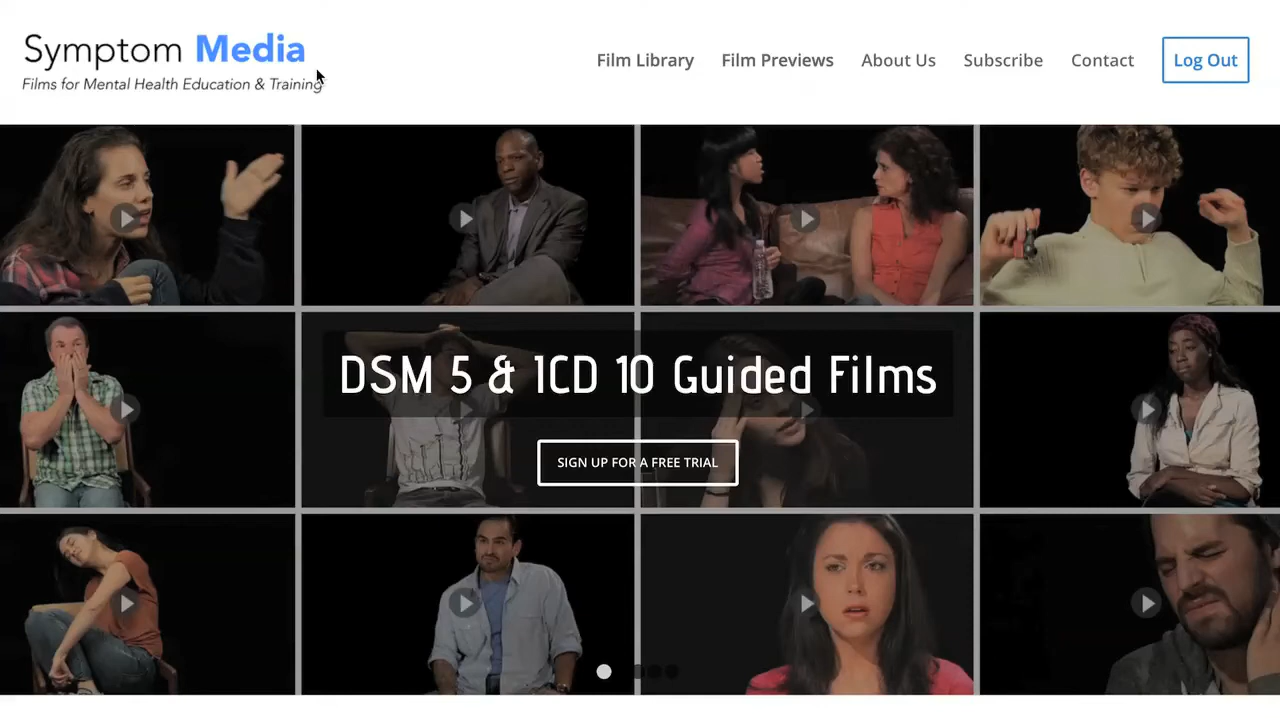 Symptom Media
Films for Mental Health Education & Training
Film Library
Film Previews
About Us
Subscribe
Contact
Log Out
DSM 5 & ICD 10 Guided Films
SIGN UP FOR A FREE TRIAL